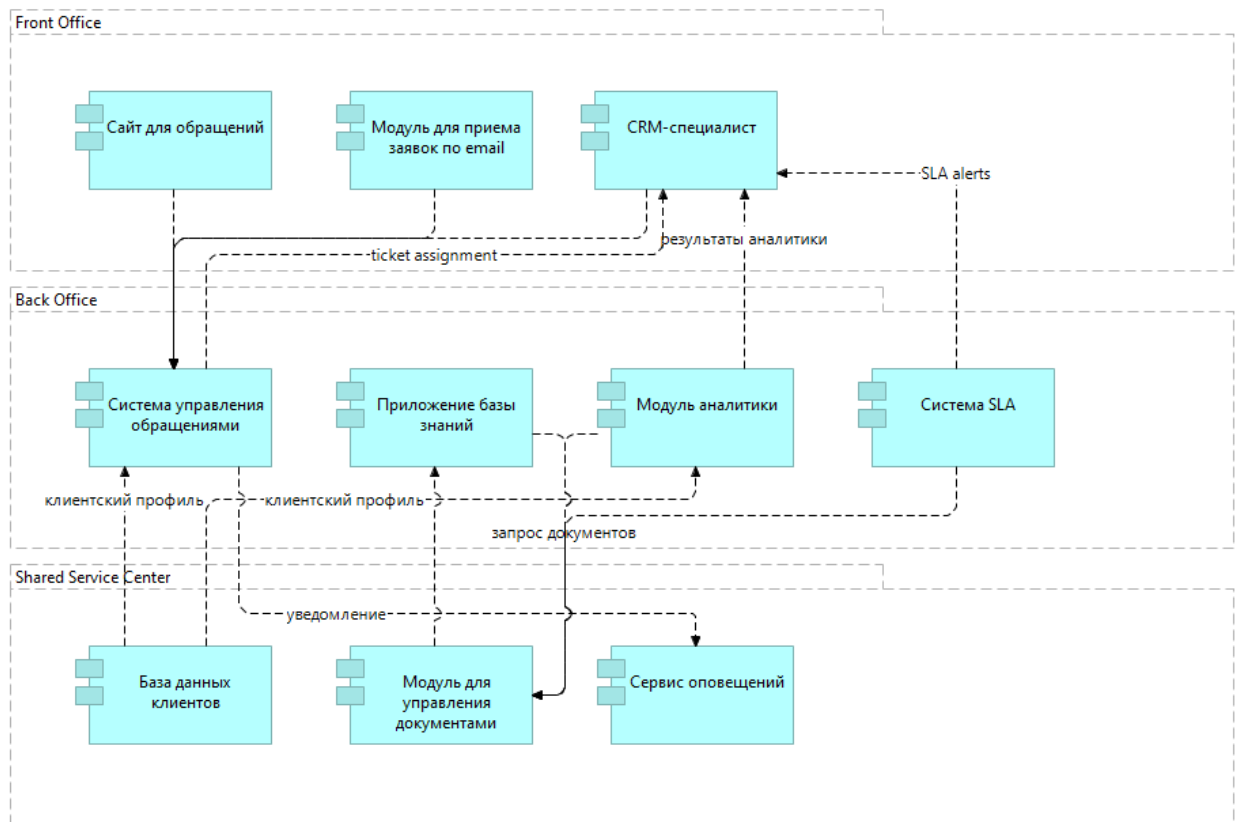 Front Office
Сайт для обращений
Модуль для приема
заявок по email
CRM-специалист
SLA alerts
результаты аналитики
ticket assignment
Back Office
Система управления
обращениями
Приложение базы
знаний
Модуль аналитики
Система SLA
клиентский профиль
клиентский профиль
запрос документов
Shared Service Center
уведомление
База данных
клиентов
Модуль для
управления
документами
Сервис оповещений